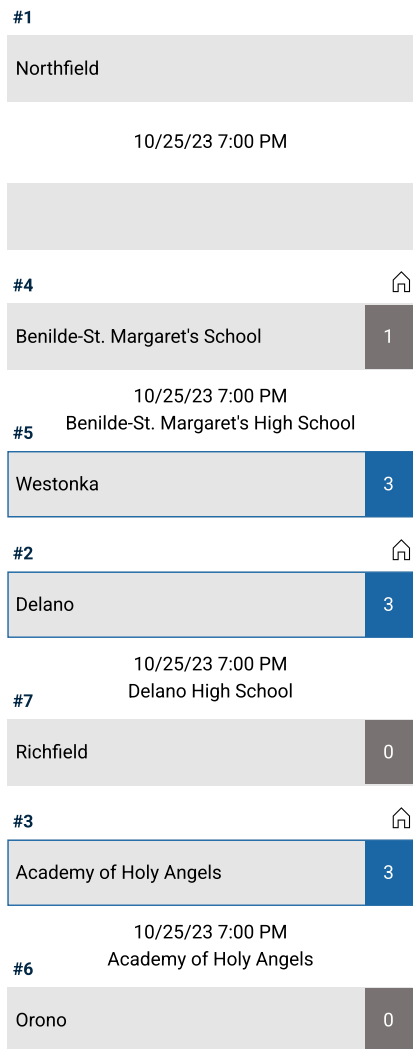 #1
Northfield
10/25/23 7:00 PM
#4
Benilde-St. Margaret's School 1
10/25/23 7:00 PM
Benilde-St. Margaret's High School
#5
Westonka 3
#2
Delano 3
10/25/23 7:00 PM
Delano High School
#7
Richfield 0
#3
Academy of Holy Angels 3
10/25/23 7:00 PM
Academy of Holy Angels
#6
Orono 0